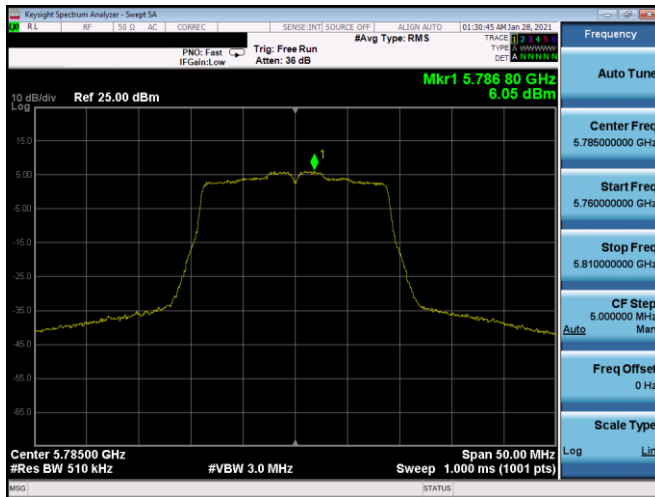 Keysight Spectrum Analyzer - Swept SA
RL RF 50 Ω AC CORREC SENSE:INT SOURCE OFF ALIGN AUTO 01:30:45 AM Jan 28, 2021
#Avg Type: RMS TRACE 1 2 3 4 5 6
PNO: Fast Trig: Free Run TYPE A WWWWW
IFGain:Low Atten: 36 dB DET A N N N N N
Mkr1 5.786 80 GHz
6.05 dBm
10 dB/div Ref 25.00 dBm
Log
15.0
1
5.00
-5.00
-15.0
-25.0
-35.0
-45.0
-55.0
-65.0
Center 5.78500 GHz Span 50.00 MHz
#Res BW 510 kHz #VBW 3.0 MHz Sweep 1.000 ms (1001 pts)
MSG STATUS
Frequency
Auto Tune
Center Freq
5.785000000 GHz
Start Freq
5.760000000 GHz
Stop Freq
5.810000000 GHz
CF Step
5.000000 MHz
Auto Man
Freq Offset
0 Hz
Scale Type
Log Lin